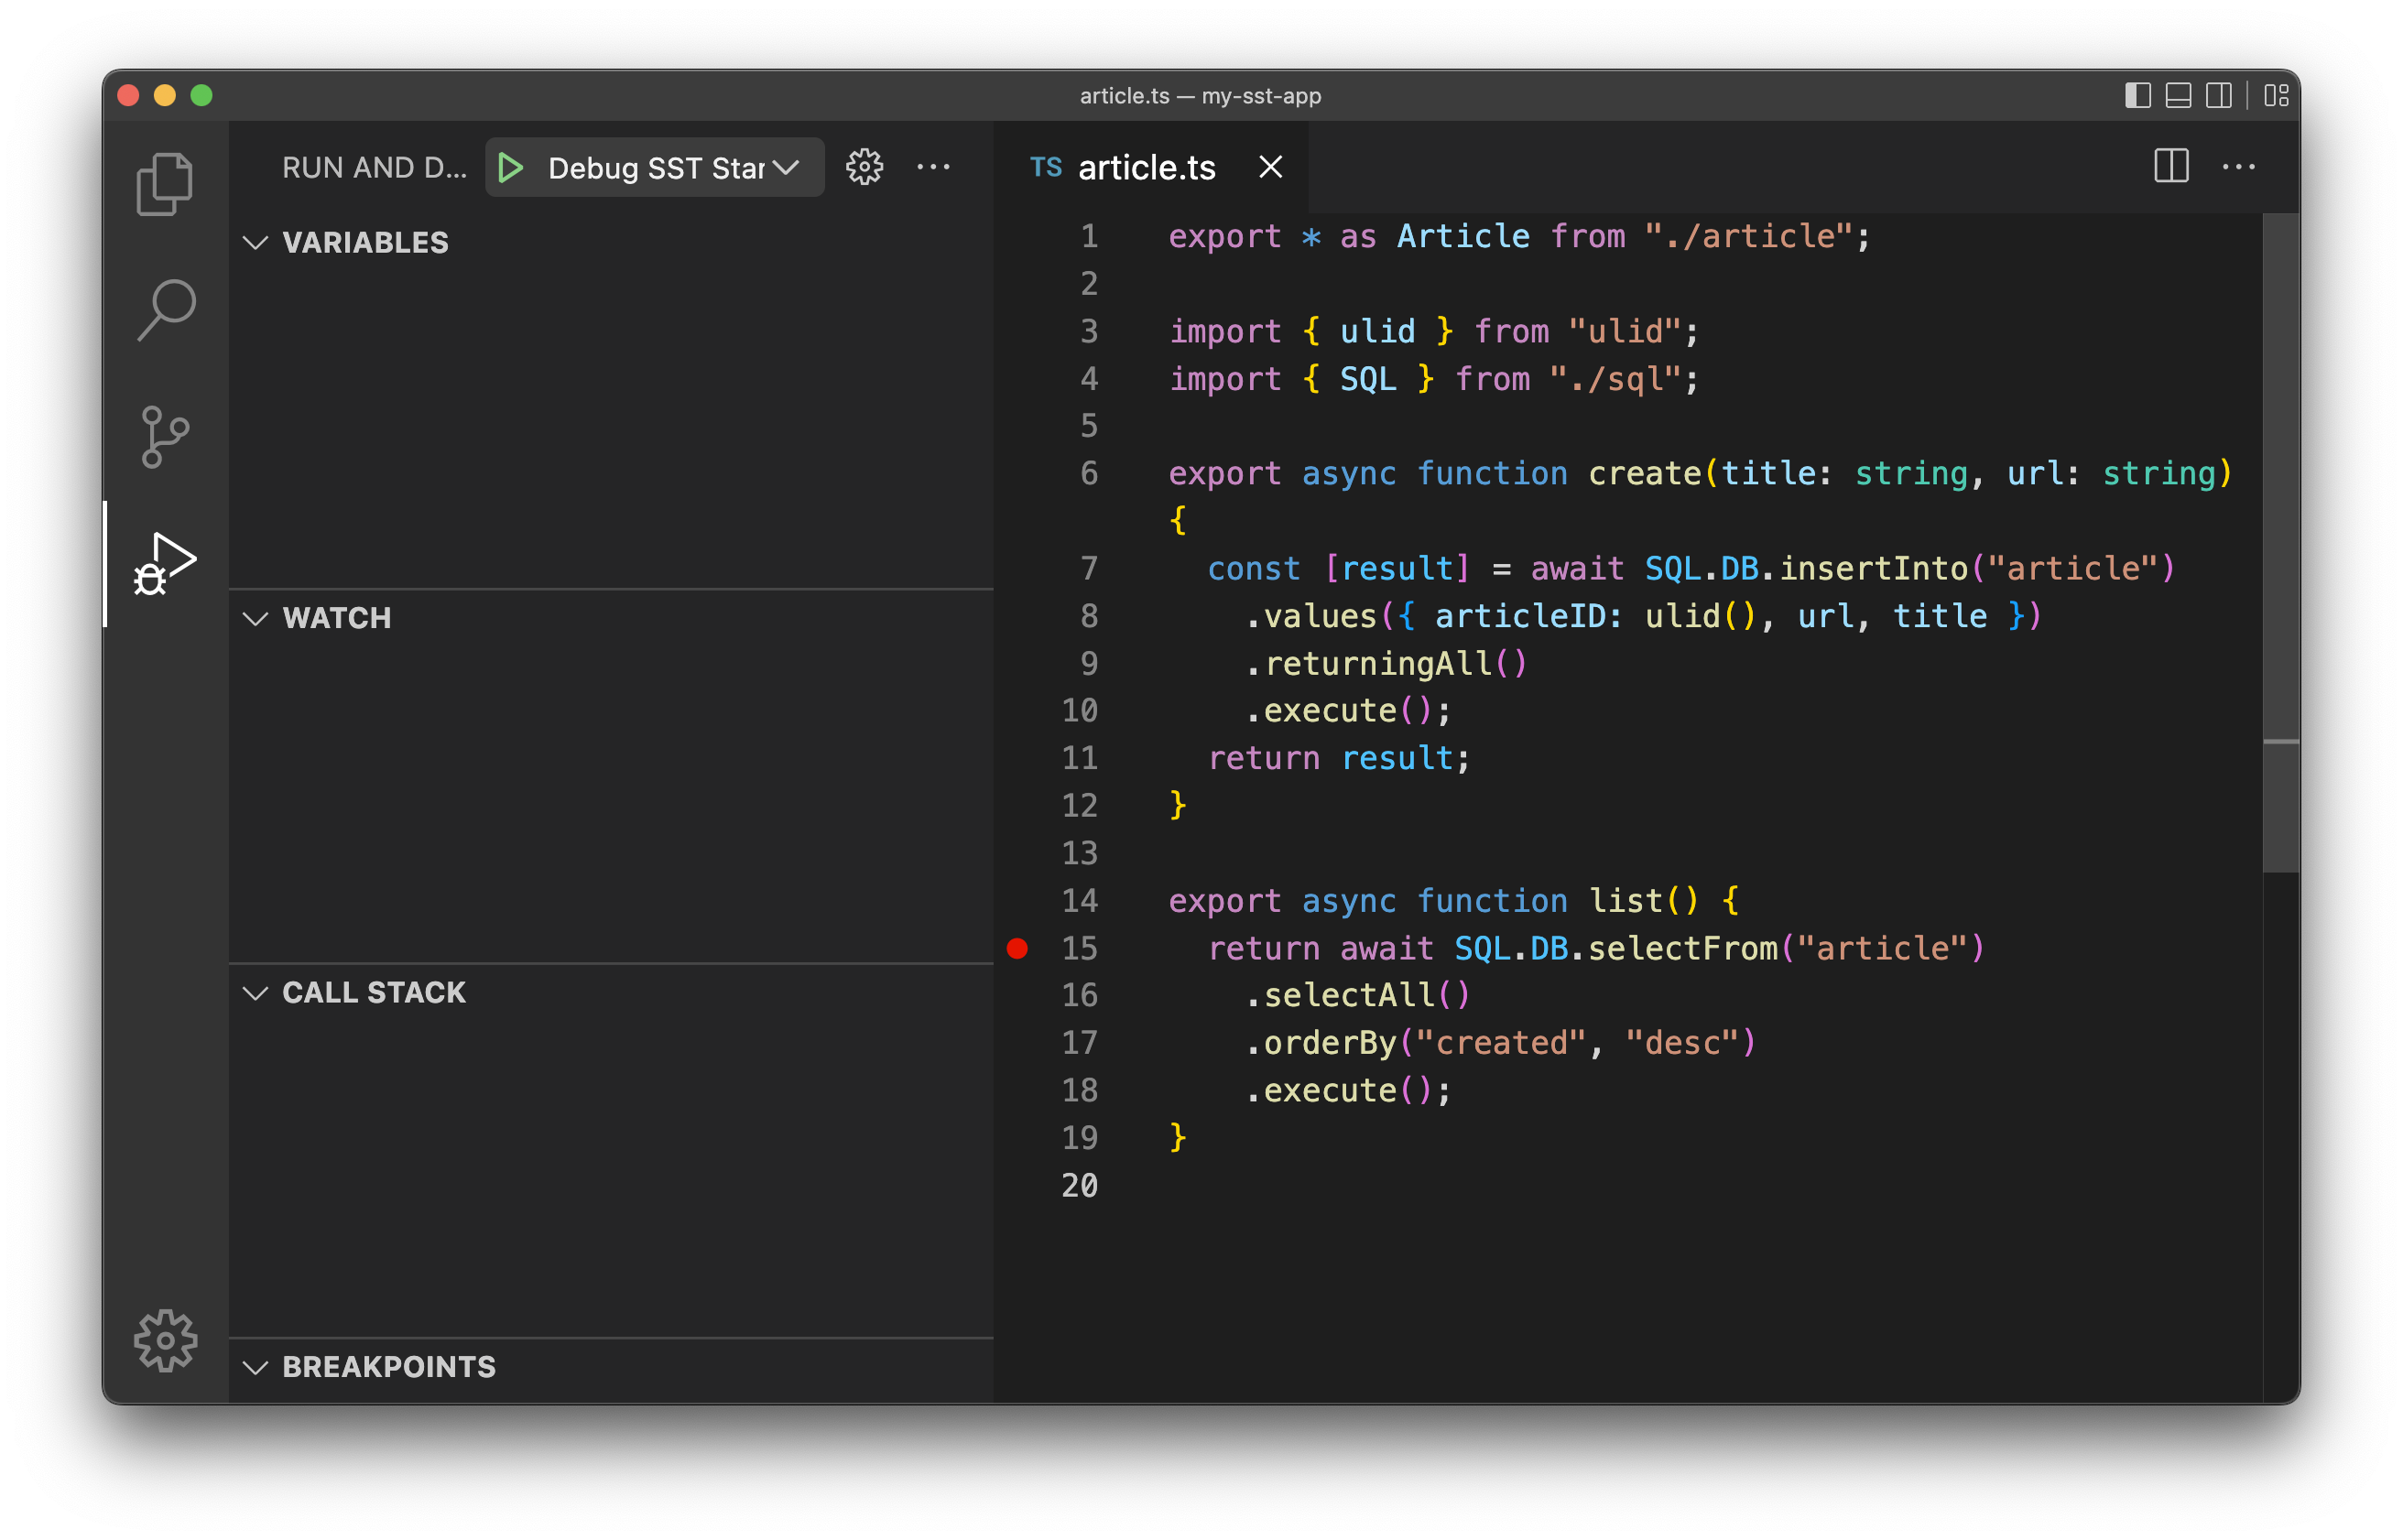 article.ts — my-sst-app
RUN AND D...
Debug SST Star
TS article.ts
VARIABLES
WATCH
CALL STACK
BREAKPOINTS
1 export * as Article from "./article";
2
3 import { ulid } from "ulid";
4 import { SQL } from "./sql";
5
6 export async function create(title: string, url: string)
{
7 const [result] = await SQL.DB.insertInto("article")
8 .values({ articleID: ulid(), url, title })
9 .returningAll()
10 .execute();
11 return result;
12 }
13
14 export async function list() {
15 return await SQL.DB.selectFrom("article")
16 .selectAll()
17 .orderBy("created", "desc")
18 .execute();
19 }
20